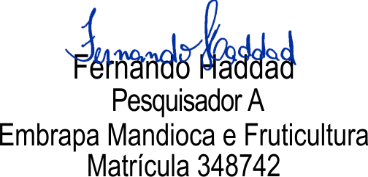 Fernando Haddad
Fernando Haddad
Pesquisador A
Embrapa Mandioca e Fruticultura
Matrícula 348742